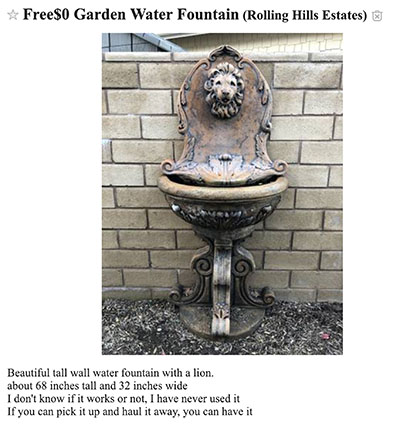 ☆ Free$0 Garden Water Fountain (Rolling Hills Estates)
Beautiful tall wall water fountain with a lion.
about 68 inches tall and 32 inches wide
I don't know if it works or not, I have never used it
If you can pick it up and haul it away, you can have it